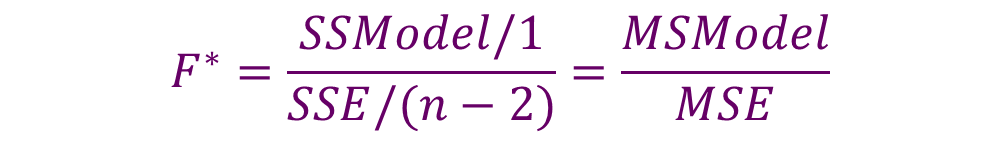 F* = SSModel/1 / SSE/(n − 2) = MSModel / MSE